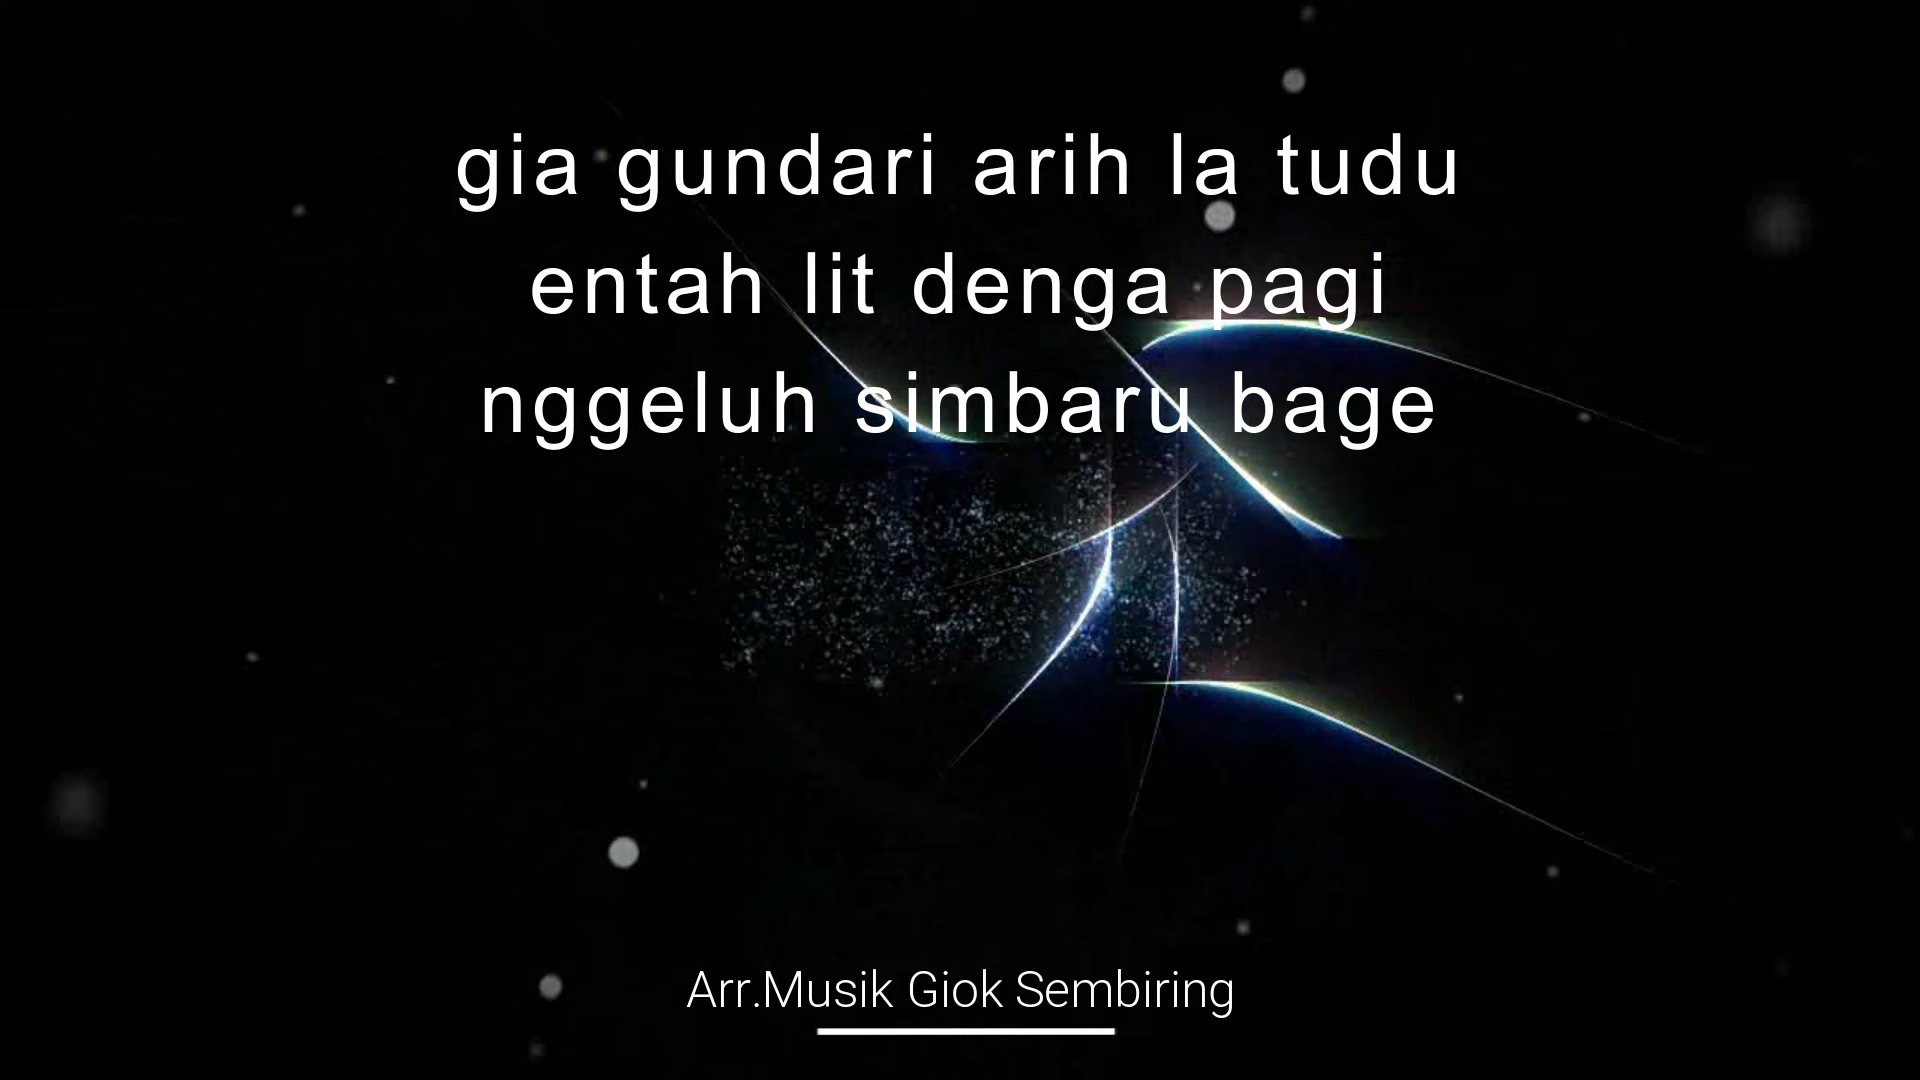 gia gundari arih la tudu
entah lit denga pagi
nggeluh simbaru bage
Arr.Musik Giok Sembiring